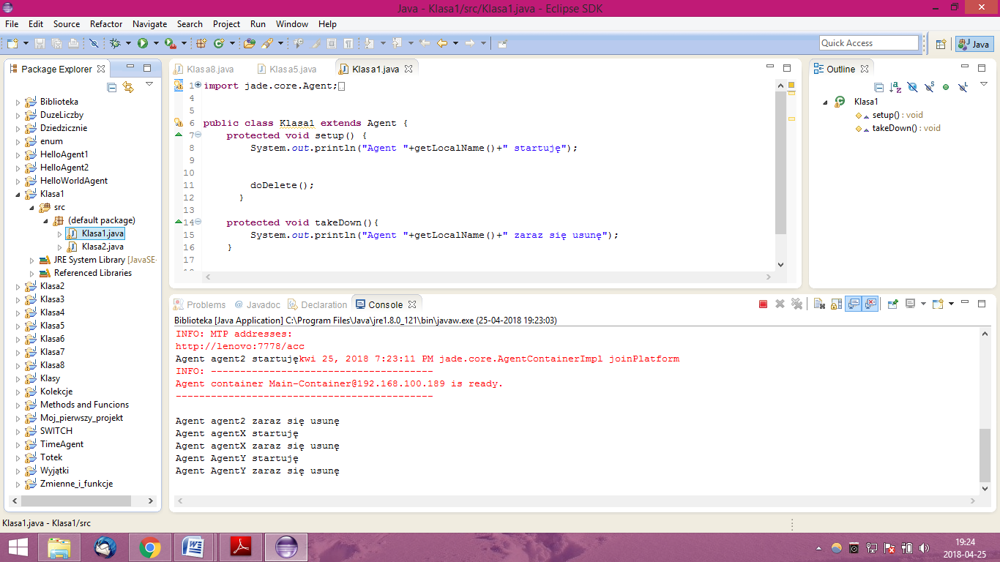 Java - Klasa1/src/Klasa1.java - Eclipse SDK
File Edit Source Refactor Navigate Search Project Run Window Help
Quick Access
Java
Package Explorer
Biblioteka
DuzeLiczby
Dziedzicznie
enum
HelloAgent1
HelloAgent2
HelloWorldAgent
Klasa1
src
(default package)
Klasa1.java
Klasa2.java
JRE System Library [JavaSE-
Referenced Libraries
Klasa2
Klasa3
Klasa4
Klasa5
Klasa6
Klasa7
Klasa8
Klasy
Kolekcje
Methods and Funcions
Moj_pierwszy_projekt
SWITCH
TimeAgent
Totek
Wyjątki
Zmienne_i_funkcje
Klasa8.java Klasa5.java Klasa1.java
1 import jade.core.Agent;
4
5
6 public class Klasa1 extends Agent {
7 protected void setup() {
8 System.out.println("Agent "+getLocalName()+" startuję");
9
10
11 doDelete();
12 }
13
14 protected void takeDown(){
15 System.out.println("Agent "+getLocalName()+" zaraz się usunę");
16 }
17
Outline
Klasa1
setup() : void
takeDown() : void
Problems @ Javadoc Declaration Console
Biblioteka [Java Application] C:\Program Files\Java\jre1.8.0_121\bin\javaw.exe (25-04-2018 19:23:03)
INFO: MTP addresses:
http://lenovo:7778/acc
Agent agent2 startujękwi 25, 2018 7:23:11 PM jade.core.AgentContainerImpl joinPlatform
INFO: --------------------------------------
Agent container Main-Container@192.168.100.189 is ready.
--------------------------------------------
Agent agent2 zaraz się usunę
Agent agentX startuję
Agent agentX zaraz się usunę
Agent AgentY startuję
Agent AgentY zaraz się usunę
Klasa1.java - Klasa1/src
19:24
2018-04-25